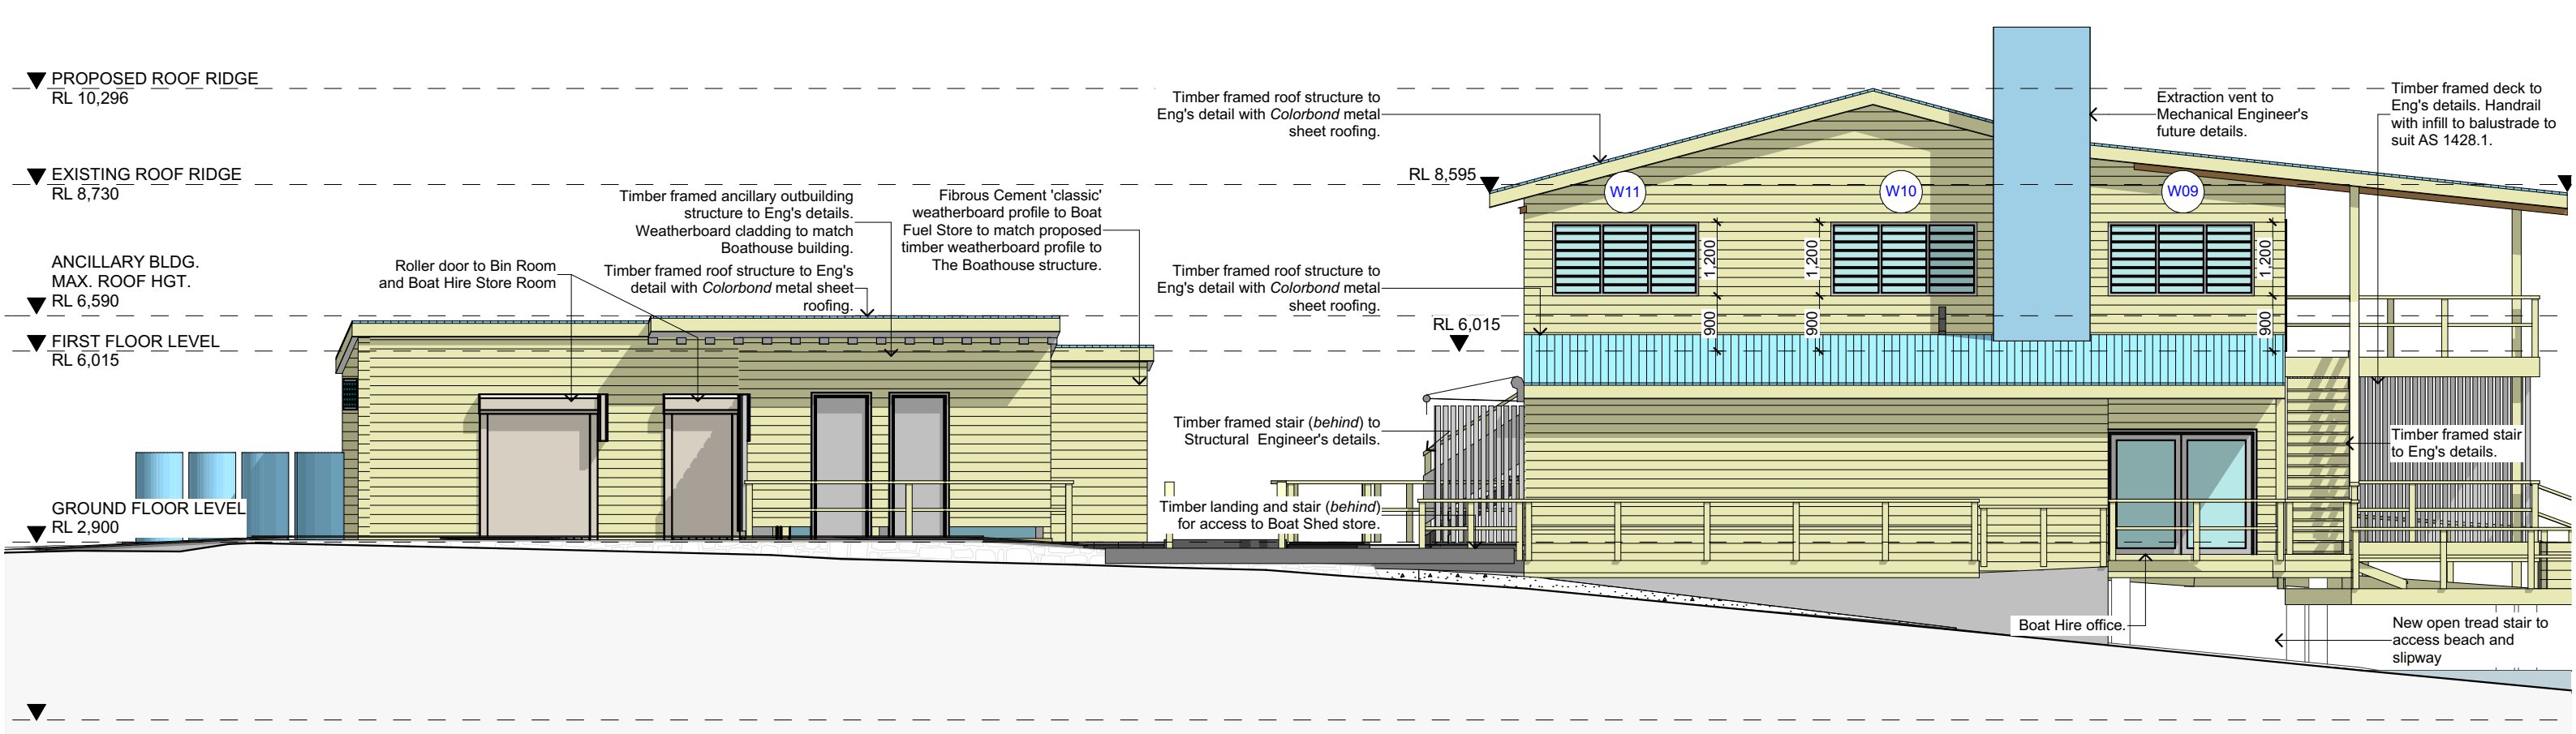 PROPOSED ROOF RIDGE
RL 10,296
EXISTING ROOF RIDGE
RL 8,730
ANCILLARY BLDG.
MAX. ROOF HGT.
RL 6,590
FIRST FLOOR LEVEL
RL 6,015
GROUND FLOOR LEVEL
RL 2,900
Roller door to Bin Room
and Boat Hire Store Room
Timber framed ancillary outbuilding
structure to Eng's details.
Weatherboard cladding to match
Boathouse building.
Timber framed roof structure to Eng's
detail with Colorbond metal sheet
roofing.
Fibrous Cement 'classic'
weatherboard profile to Boat
Fuel Store to match proposed
timber weatherboard profile to
The Boathouse structure.
Timber framed roof structure to
Eng's detail with Colorbond metal
sheet roofing.
RL 8,595
Timber framed roof structure to
Eng's detail with Colorbond metal
sheet roofing.
RL 6,015
Timber framed stair (behind) to
Structural Engineer's details.
Timber landing and stair (behind)
for access to Boat Shed store.
W11
W10
W09
1,200
900
1,200
900
1,200
900
Extraction vent to
Mechanical Engineer's
future details.
Timber framed deck to
Eng's details. Handrail
with infill to balustrade to
suit AS 1428.1.
Timber framed stair
to Eng's details.
Boat Hire office.
New open tread stair to
access beach and
slipway